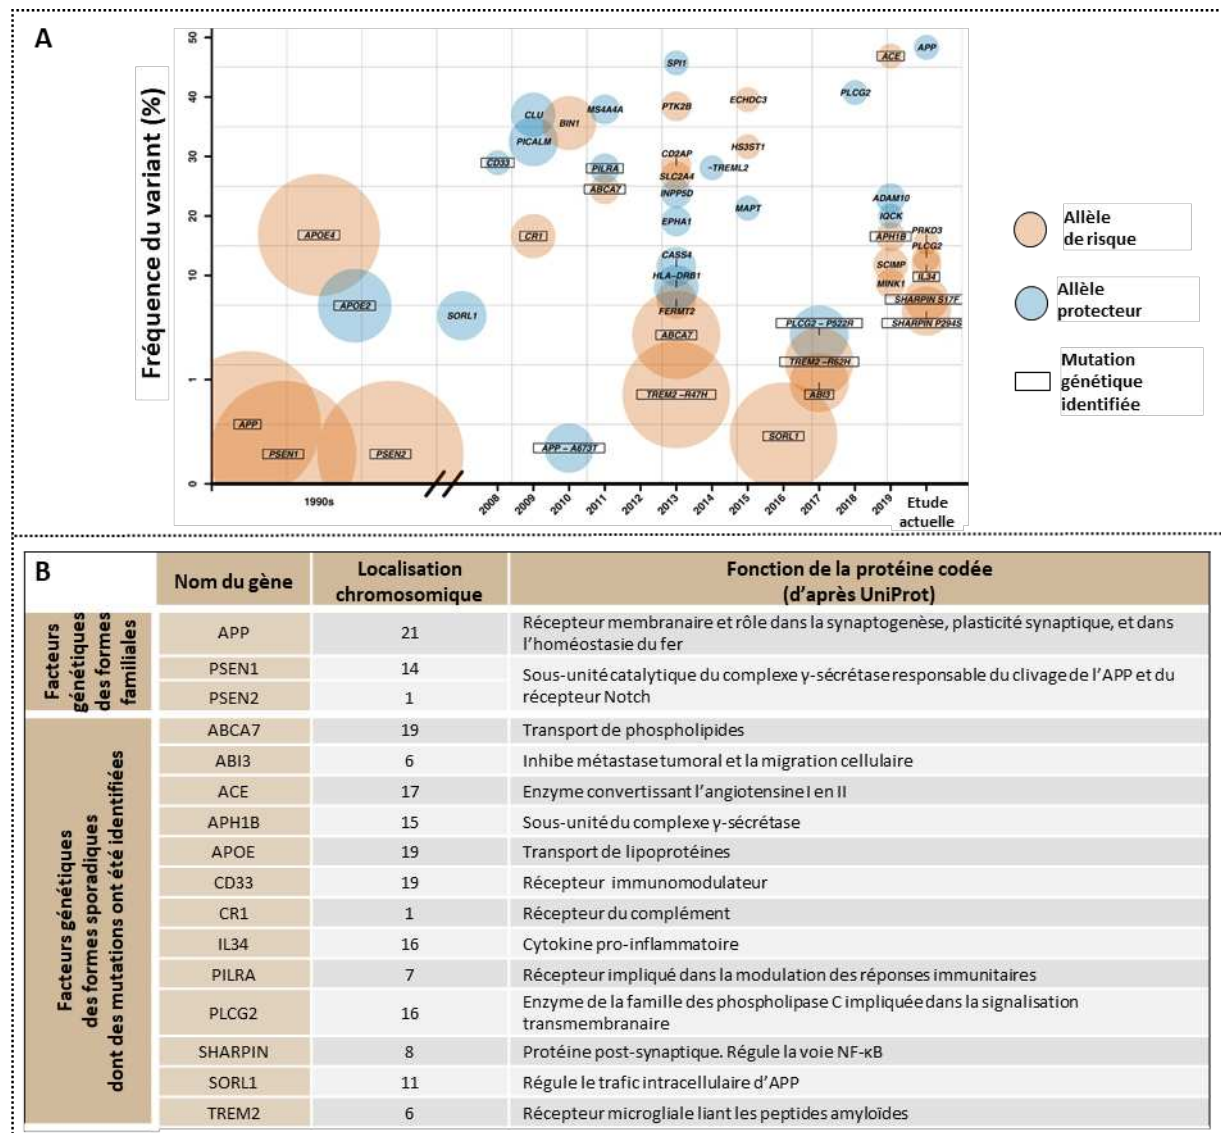 A
Fréquence du variant (%)
50
40
30
20
10
1
0
APP
ACE
SPI1
PLCG2
CLU
BIN1
MS4A4A
PTK2B
ECHDC3
PICALM
CD33
PILRA
CD2AP
TREML2
HS3ST1
ABCA7
SLC2A4
INPP5D
MAPT
ADAM10
IQCK
APOE4
CR1
EPHA1
APH1B
PRKD3
PLCG2
CASS4
SCIMP
HLA-DRB1
IL34
MINK1
APOE2
SORL1
FERMT2
SHARPIN S17F
ABCA7
PLCG2 - P522R
SHARPIN P294S
TREM2 -R62H
TREM2 -R47H
ABI3
APP
SORL1
PSEN1
PSEN2
APP - A673T
1990s
2008
2009
2010
2011
2012
2013
2014
2015
2016
2017
2018
2019
Etude
actuelle
Allèle
de risque
Allèle
protecteur
Mutation
génétique
identifiée
B
Nom du gène
Localisation
chromosomique
Fonction de la protéine codée
(d'après UniProt)
Facteurs
génétiques
des formes
familiales
APP
21
Récepteur membranaire et rôle dans la synaptogenèse, plasticité synaptique, et dans
l'homéostasie du fer
PSEN1
14
Sous-unité catalytique du complexe γ-sécrétase responsable du clivage de l'APP et du
récepteur Notch
PSEN2
1
Facteurs génétiques
des formes sporadiques
dont des mutations ont été identifiées
ABCA7
19
Transport de phospholipides
ABI3
6
Inhibe métastase tumoral et la migration cellulaire
ACE
17
Enzyme convertissant l'angiotensine I en II
APH1B
15
Sous-unité du complexe γ-sécrétase
APOE
19
Transport de lipoprotéines
CD33
19
Récepteur immunomodulateur
CR1
1
Récepteur du complément
IL34
16
Cytokine pro-inflammatoire
PILRA
7
Récepteur impliqué dans la modulation des réponses immunitaires
PLCG2
16
Enzyme de la famille des phospholipase C impliquée dans la signalisation
transmembranaire
SHARPIN
8
Protéine post-synaptique. Régule la voie NF-κB
SORL1
11
Régule le trafic intracellulaire d'APP
TREM2
6
Récepteur microgliale liant les peptides amyloïdes